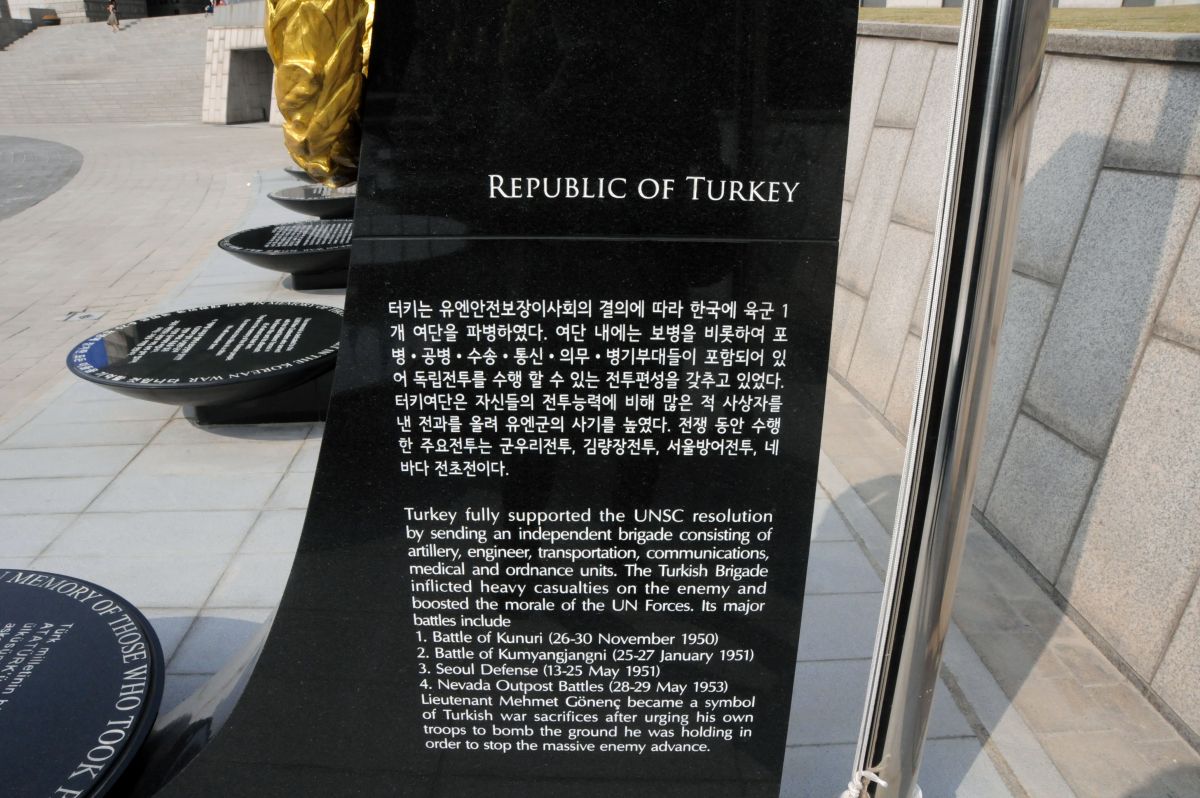 REPUBLIC OF TURKEY
터키는 유엔안전보장이사회의 결의에 따라 한국에 육군 1
개 여단을 파병하였다. 여단 내에는 보병을 비롯하여 포
병·공병·수송·통신·의무·병기부대들이 포함되어 있
어 독립전투를 수행 할 수 있는 전투편성을 갖추고 있었다.
터키여단은 자신들의 전투능력에 비해 많은 적 사상자를
낸 전과를 올려 유엔군의 사기를 높였다. 전쟁 동안 수행
한 주요전투는 군우리전투, 김량장전투, 서울방어전투, 네
바다 전초전이다.
Turkey fully supported the UNSC resolution
by sending an independent brigade consisting of
artillery, engineer, transportation, communications,
medical and ordnance units. The Turkish Brigade
inflicted heavy casualties on the enemy and
boosted the morale of the UN Forces. Its major
battles include
1. Battle of Kunuri (26-30 November 1950)
2. Battle of Kumyangjangni (25-27 January 1951)
3. Seoul Defense (13-25 May 1951)
4. Nevada Outpost Battles (28-29 May 1953)
Lieutenant Mehmet Gönenç became a symbol
of Turkish war sacrifices after urging his own
troops to bomb the ground he was holding in
order to stop the massive enemy advance.
MEMORY OF THOSE WHO TOOK
Türk milletinin
ATATÜRK'
THE KOREAN WAR